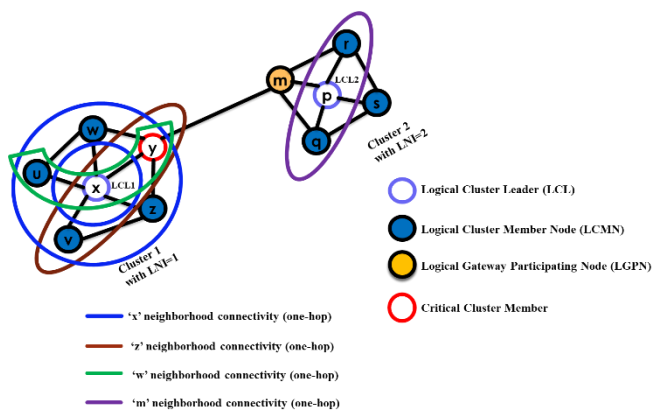 r
m
LCL2
p
s
w
q
y
Cluster 2
with LNI=2
u
x
LCL1
z
v
Cluster 1
with LNI=1
Logical Cluster Leader (LCL)
Logical Cluster Member Node (LCMN)
Logical Gateway Participating Node (LGPN)
Critical Cluster Member
‘x’ neighborhood connectivity (one-hop)
‘z’ neighborhood connectivity (one-hop)
‘w’ neighborhood connectivity (one-hop)
‘m’ neighborhood connectivity (one-hop)